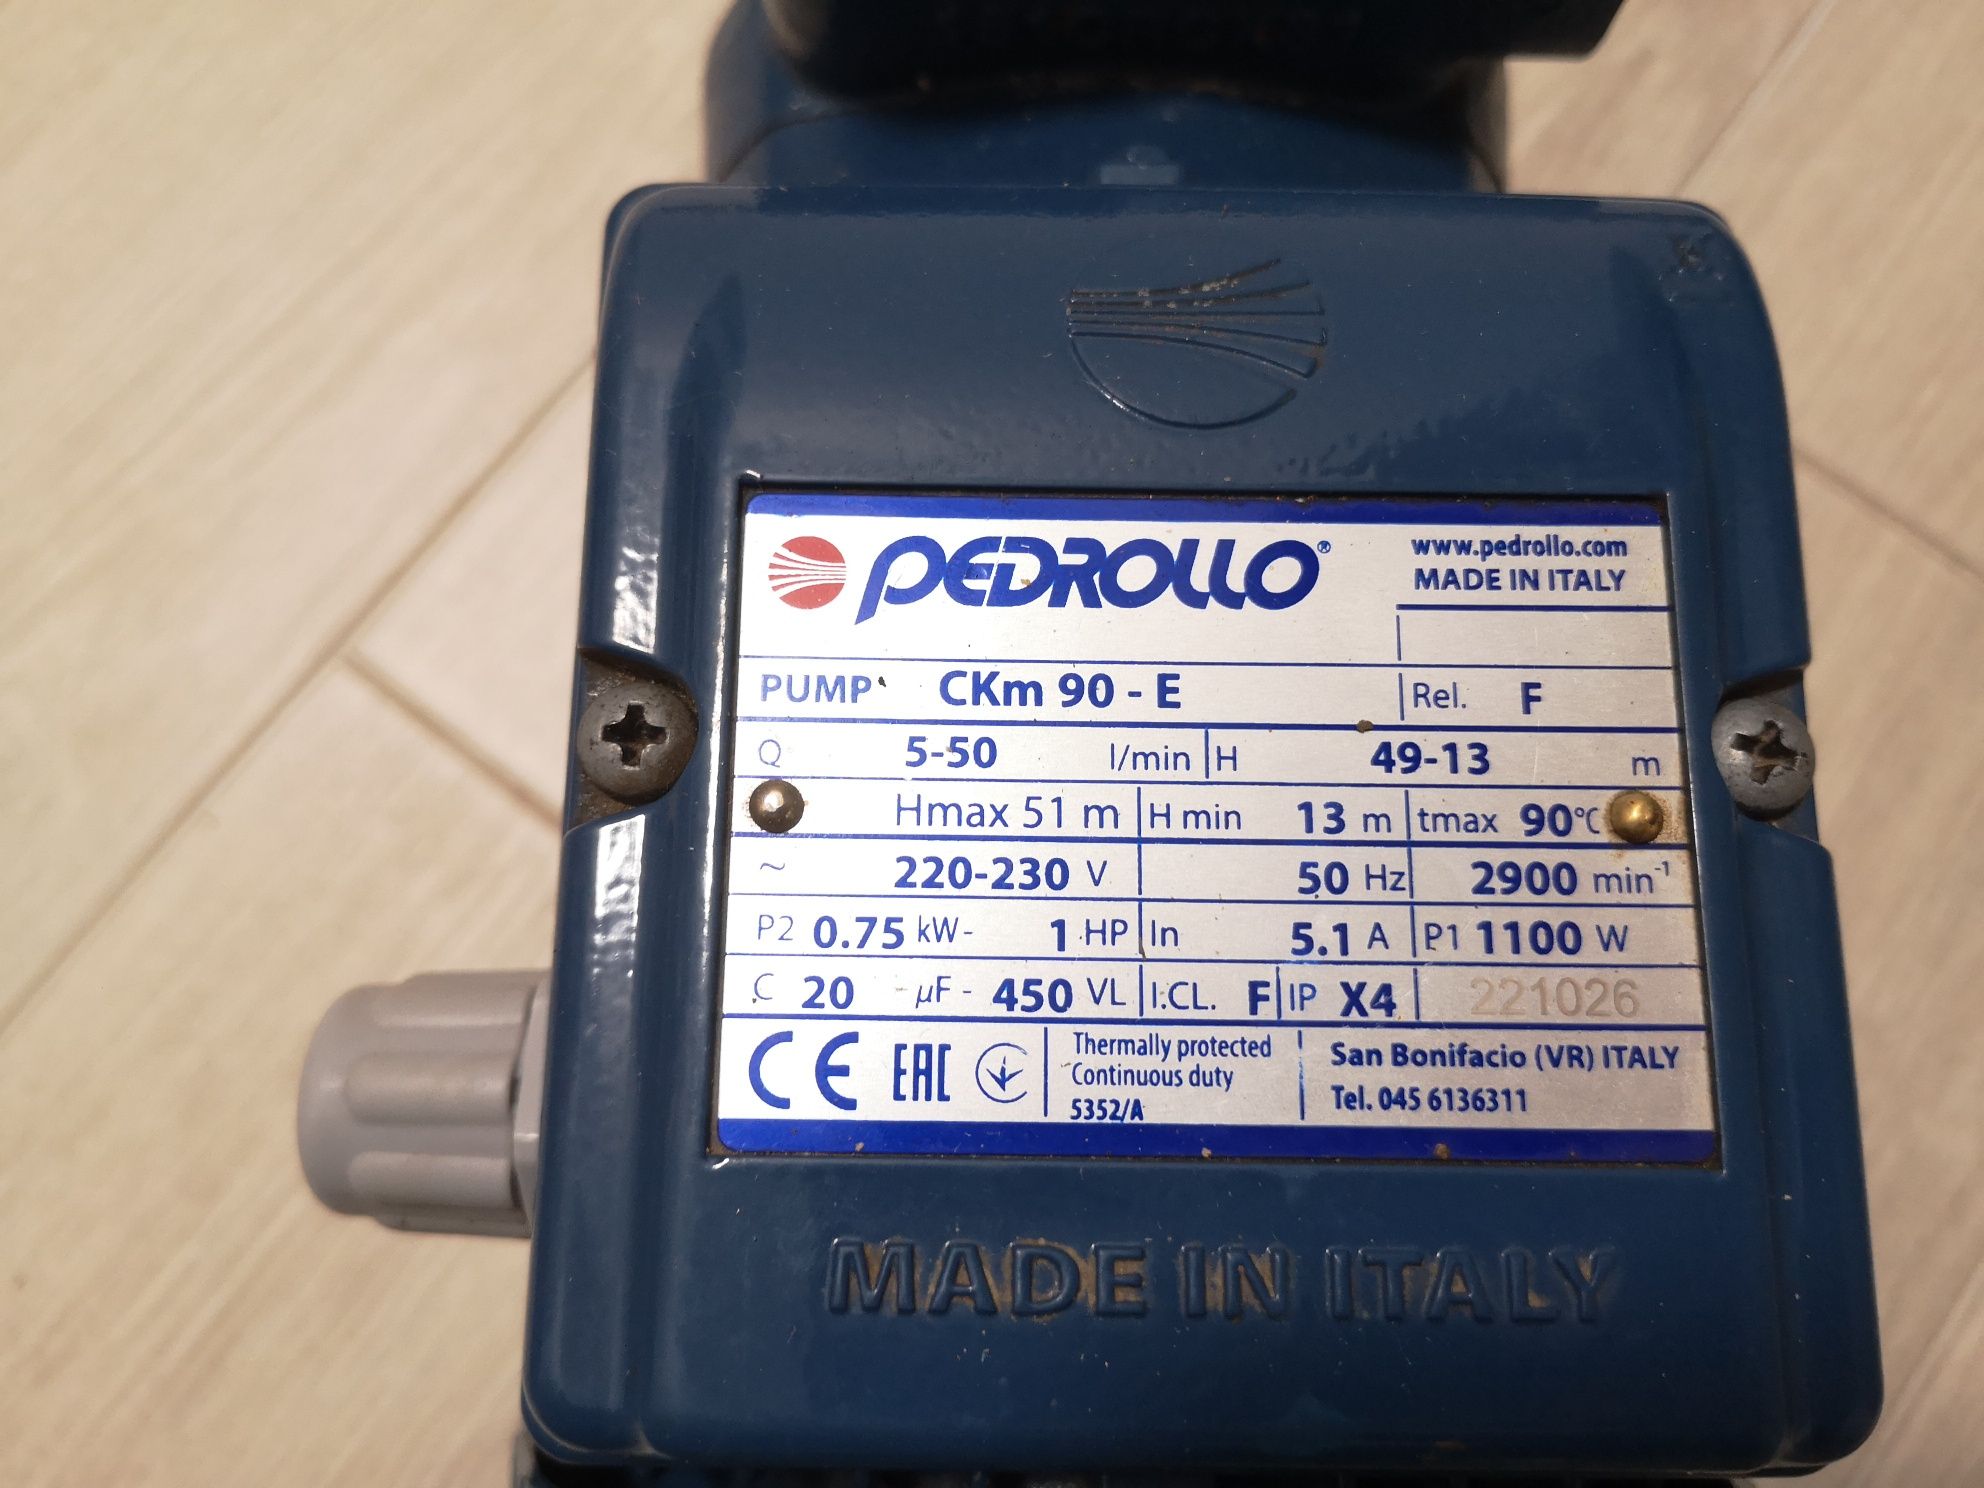 PEDROLLO®
www.pedrollo.com
MADE IN ITALY
PUMP CKm 90 - E Rel. F
Q 5-50 l/min H 49-13 m
Hmax 51 m H min 13 m tmax 90°C
~ 220-230 V 50 Hz 2900 min⁻¹
P2 0.75 kW - 1 HP In 5.1 A P1 1100 W
C 20 µF - 450 VL I.CL. F IP X4 221026
CE EAC
Thermally protected
Continuous duty
5352/A
San Bonifacio (VR) ITALY
Tel. 045 6136311
MADE IN ITALY